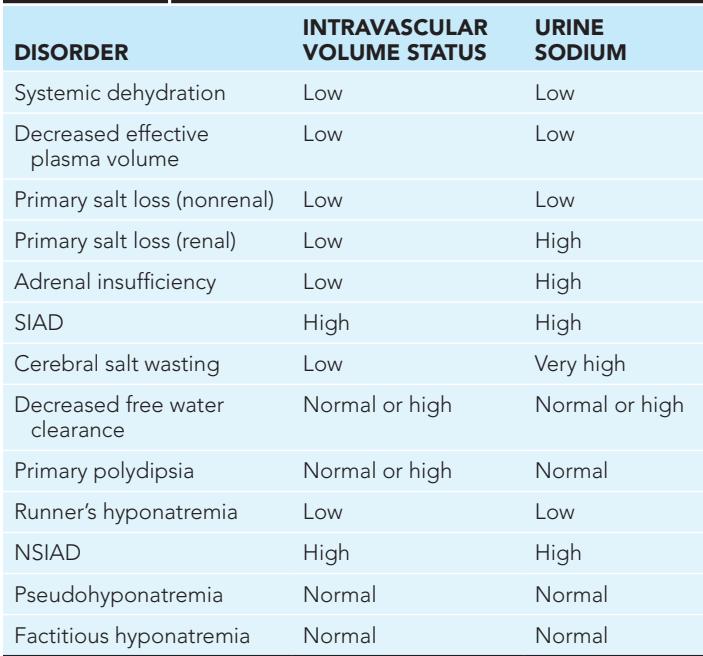 DISORDER INTRAVASCULAR VOLUME STATUS URINE SODIUM
Systemic dehydration Low Low
Decreased effective Low Low
plasma volume
Primary salt loss (nonrenal) Low Low
Primary salt loss (renal) Low High
Adrenal insufficiency Low High
SIAD High High
Cerebral salt wasting Low Very high
Decreased free water Normal or high Normal or high
clearance
Primary polydipsia Normal or high Normal
Runner's hyponatremia Low Low
NSIAD High High
Pseudohyponatremia Normal Normal
Factitious hyponatremia Normal Normal